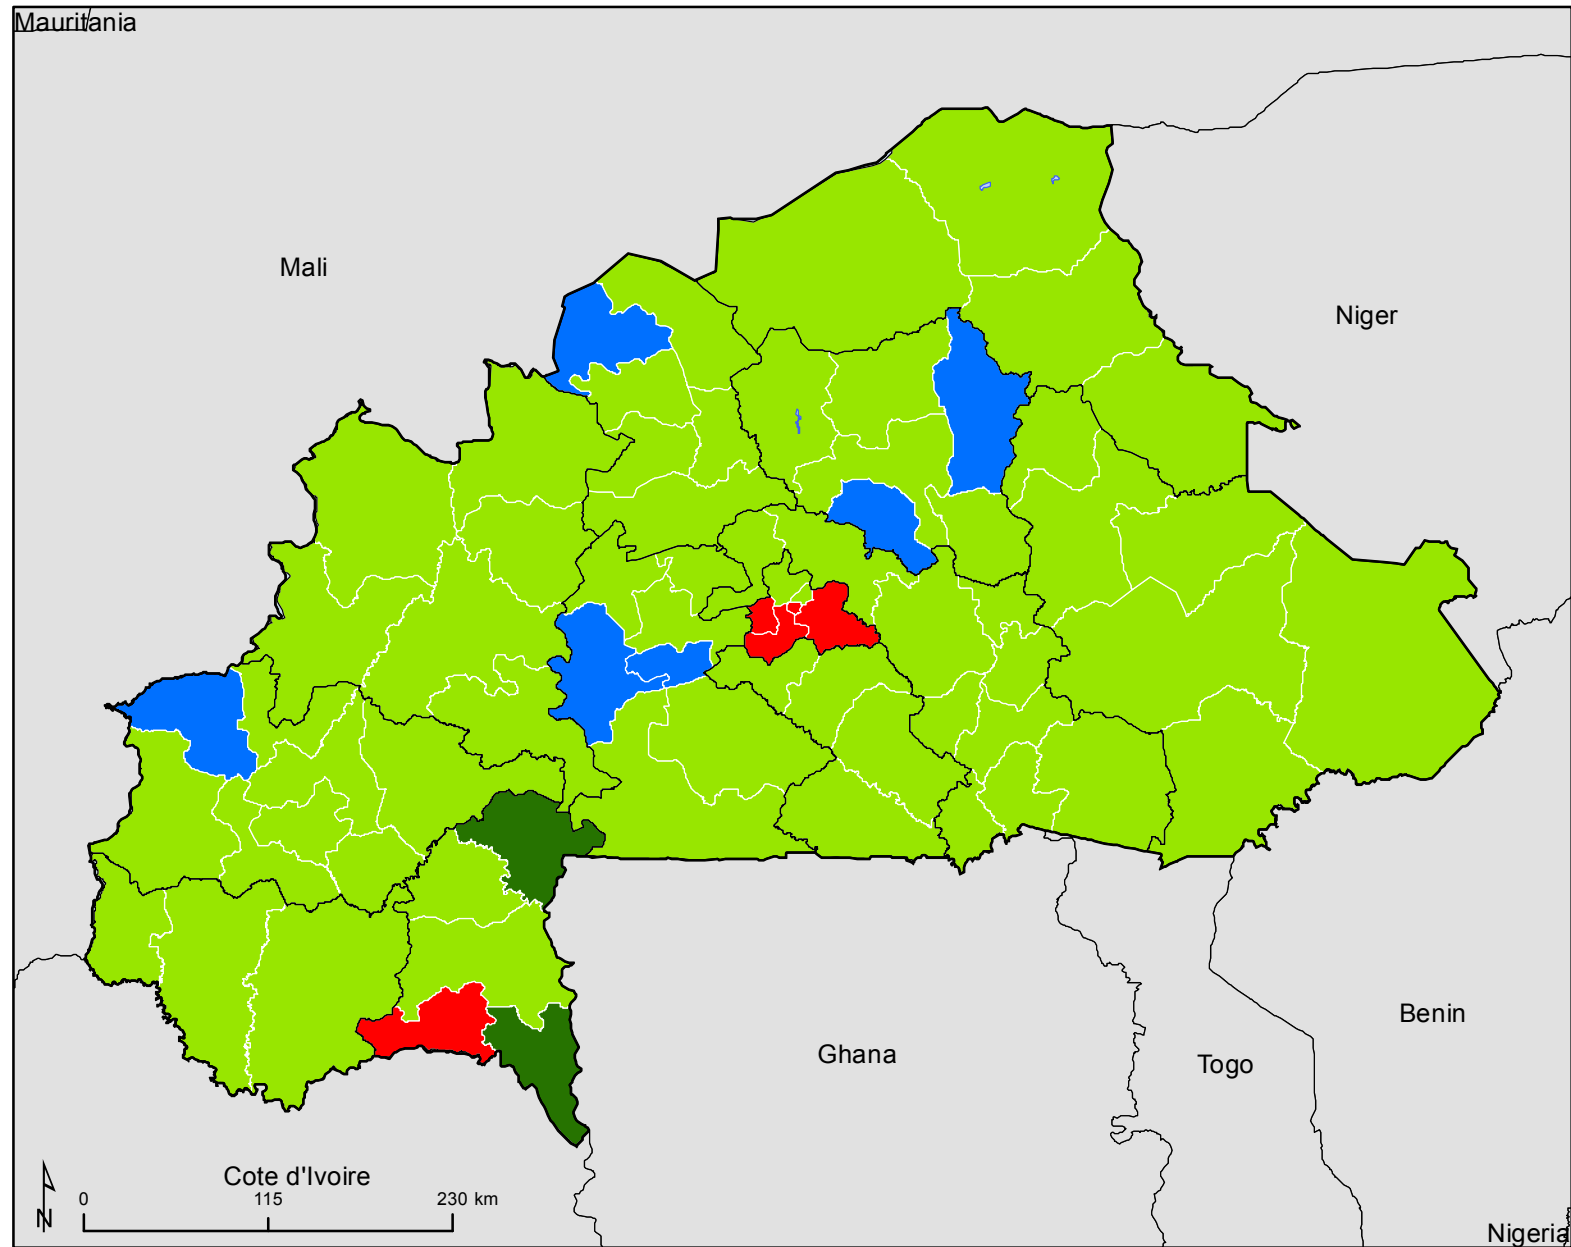 Mauritania
Mali
Niger
Benin
Ghana
Togo
Cote d'Ivoire
0 115 230 km
N
Nigeria